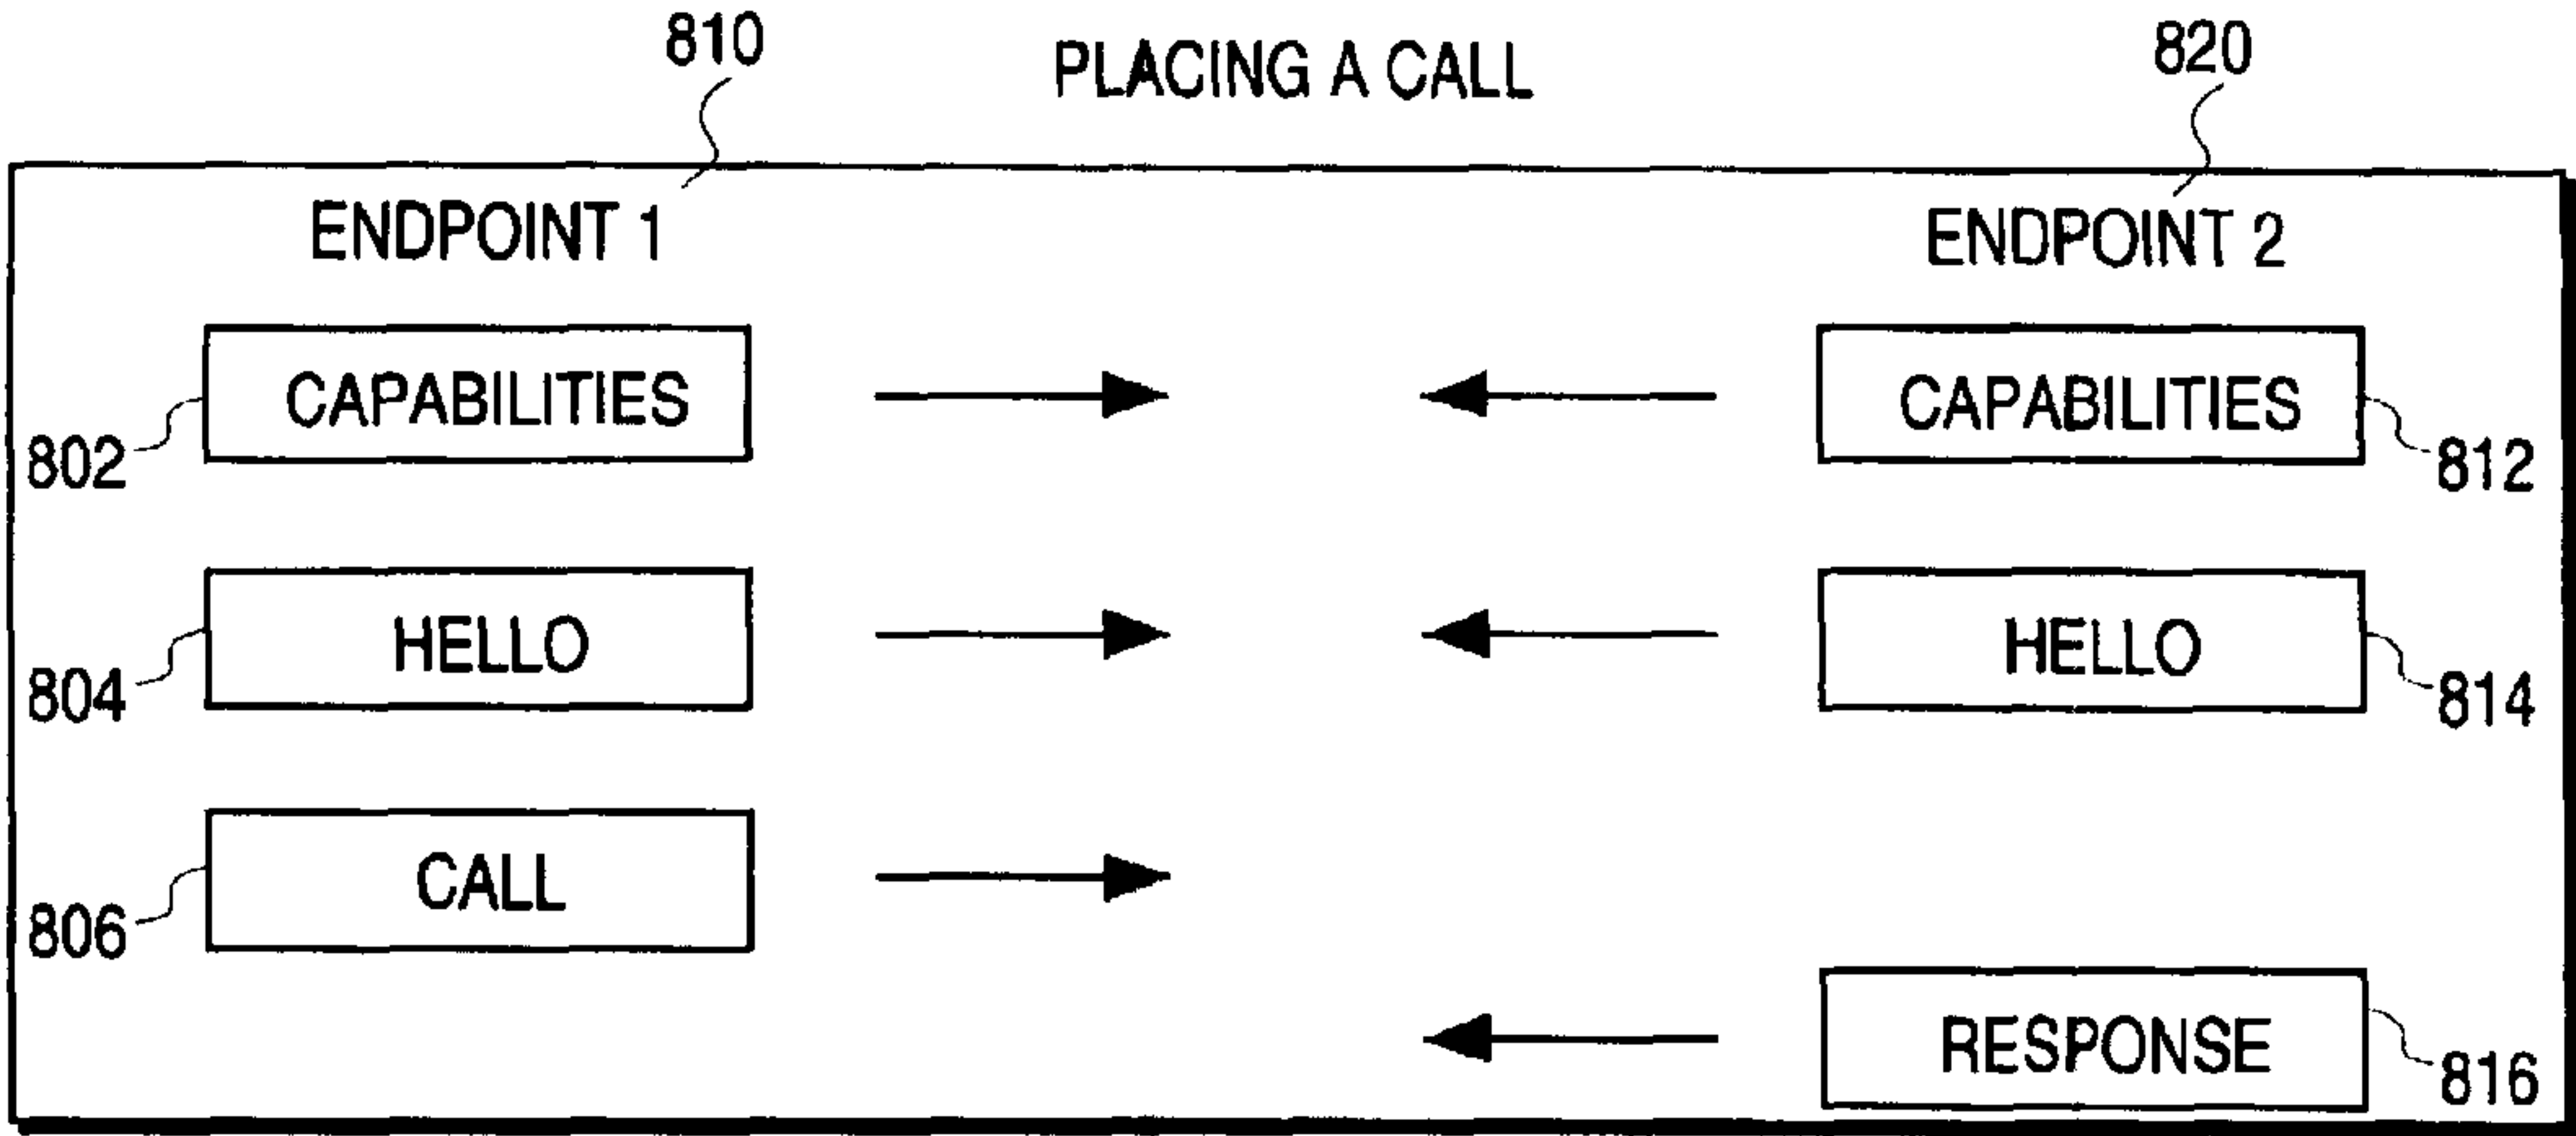 810 PLACING A CALL 820
ENDPOINT 1 ENDPOINT 2
CAPABILITIES CAPABILITIES
802 812
HELLO HELLO
804 814
CALL
806
RESPONSE
816